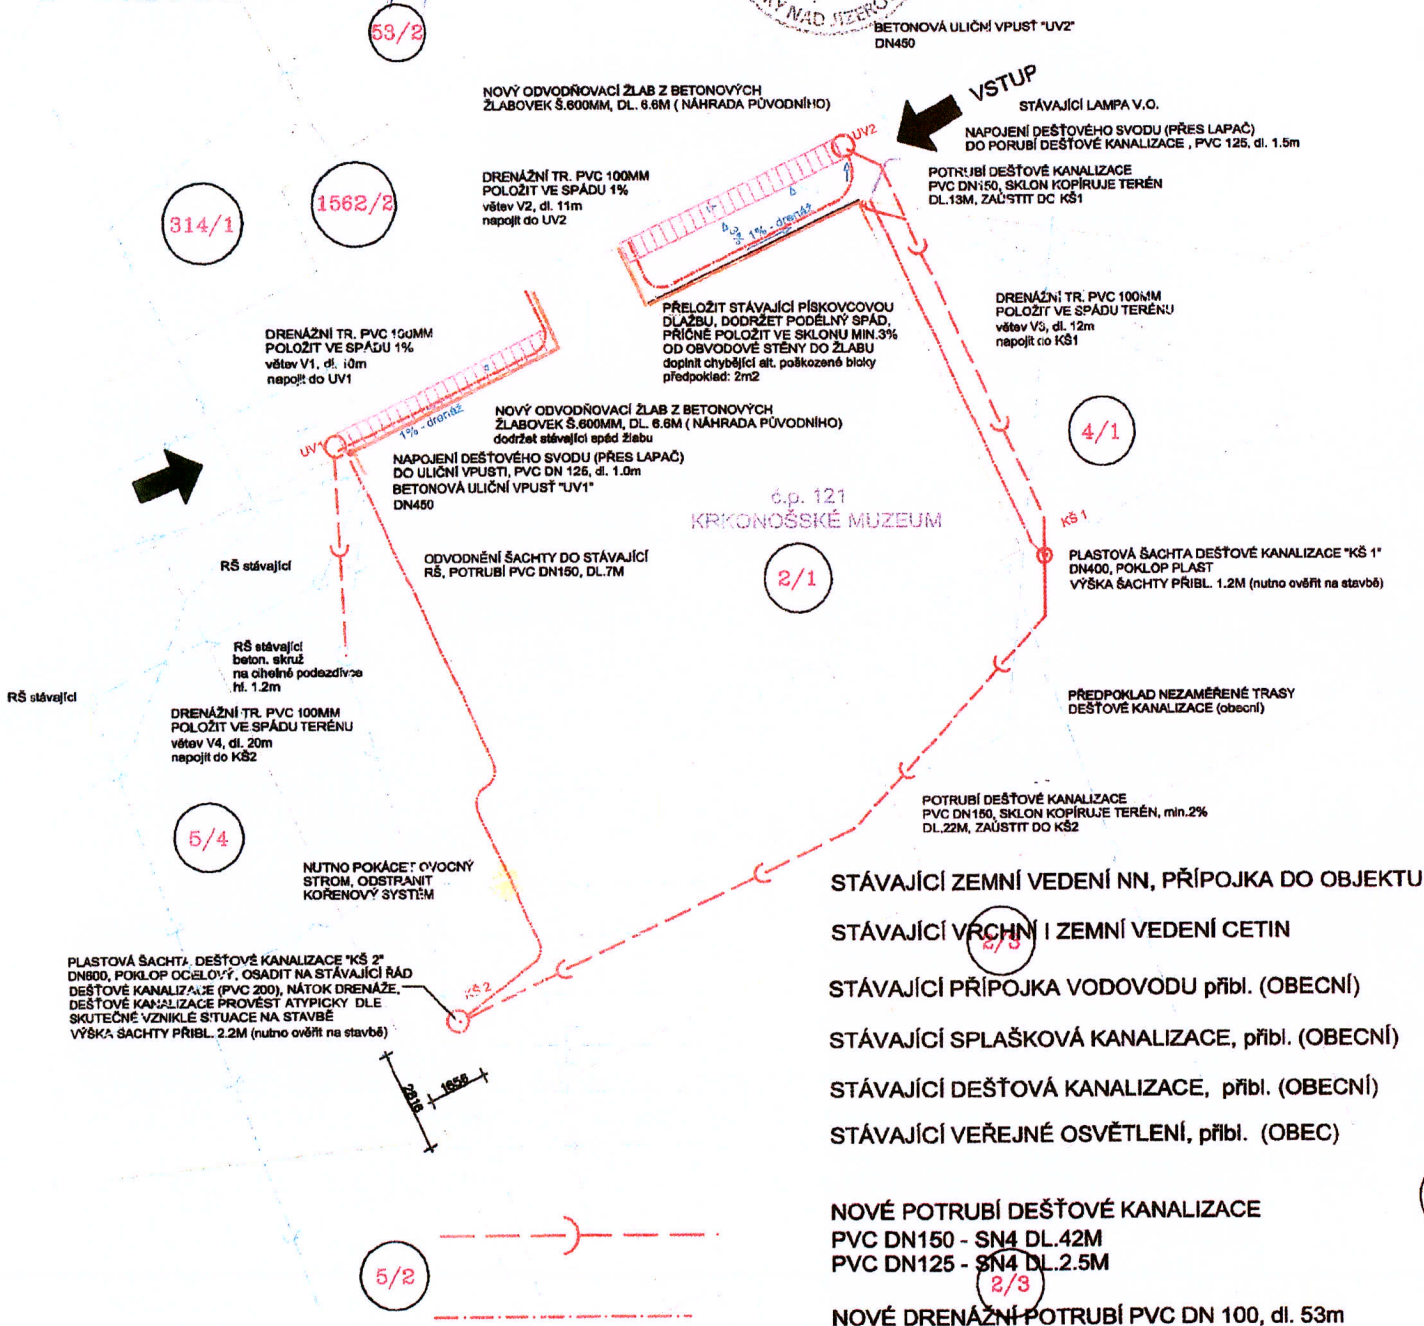 53/2
KY NAD JIZERO
BETONOVÁ ULIČNÍ VPUSŤ "UV2"
DN450
NOVÝ ODVODŇOVACÍ ŽLAB Z BETONOVÝCH
ŽLABOVEK Š.600MM, DL. 6.6M ( NÁHRADA PŮVODNÍHO)
VSTUP
STÁVAJÍCÍ LAMPA V.O.
UV2
NAPOJENÍ DEŠŤOVÉHO SVODU (PŘES LAPAČ)
DO PORUBÍ DEŠŤOVÉ KANALIZACE , PVC 125, dl. 1.5m
DRENÁŽNÍ TR. PVC 100MM
POLOŽIT VE SPÁDU 1%
větev V2, dl. 11m
napojit do UV2
POTRUBÍ DEŠŤOVÉ KANALIZACE
PVC DN150, SKLON KOPÍRUJE TERÉN
DL.13M, ZAÚSTIT DO KŠ1
1562/2
314/1
3%
1% - drenáž
PŘELOŽIT STÁVAJÍCÍ PÍSKOVCOVOU
DLAŽBU, DODRŽET PODÉLNÝ SPÁD,
PŘÍČNĚ POLOŽIT VE SKLONU MIN.3%
OD OBVODOVÉ STĚNY DO ŽLABU
doplnit chybějící alt. poškozené bloky
předpoklad: 2m2
DRENÁŽNÍ TR. PVC 100MM
POLOŽIT VE SPÁDU TERÉNU
větev V3, dl. 12m
napojit do KŠ1
DRENÁŽNÍ TR. PVC 100MM
POLOŽIT VE SPÁDU 1%
větev V1, dl. 10m
napojit do UV1
NOVÝ ODVODŇOVACÍ ŽLAB Z BETONOVÝCH
ŽLABOVEK Š.600MM, DL. 6.6M ( NÁHRADA PŮVODNÍHO)
dodržet stávající spád žlabu
1% - drenáž
UV1
4/1
NAPOJENÍ DEŠŤOVÉHO SVODU (PŘES LAPAČ)
DO ULIČNÍ VPUSTI, PVC DN 125, dl. 1.0m
BETONOVÁ ULIČNÍ VPUSŤ "UV1"
DN450
č.p. 121
KRKONOŠSKÉ MUZEUM
KŠ 1
2/1
ODVODNĚNÍ ŠACHTY DO STÁVAJÍCÍ
RŠ, POTRUBÍ PVC DN150, DL.7M
RŠ stávající
PLASTOVÁ ŠACHTA DEŠŤOVÉ KANALIZACE "KŠ 1"
DN400, POKLOP PLAST
VÝŠKA ŠACHTY PŘIBL. 1.2M (nutno ověřit na stavbě)
RŠ stávající
beton. skruž
na cihelné podezdívce
hl. 1.2m
RŠ stávající
PŘEDPOKLAD NEZAMĚŘENÉ TRASY
DEŠŤOVÉ KANALIZACE (obecní)
DRENÁŽNÍ TR. PVC 100MM
POLOŽIT VE SPÁDU TERÉNU
větev V4, dl. 20m
napojit do KŠ2
POTRUBÍ DEŠŤOVÉ KANALIZACE
PVC DN150, SKLON KOPÍRUJE TERÉN, min.2%
DL.22M, ZAÚSTIT DO KŠ2
5/4
NUTNO POKÁCET OVOCNÝ
STROM, ODSTRANIT
KOŘENOVÝ SYSTÉM
STÁVAJÍCÍ ZEMNÍ VEDENÍ NN, PŘÍPOJKA DO OBJEKTU
STÁVAJÍCÍ VRCHNÍ I ZEMNÍ VEDENÍ CETIN
2/3
PLASTOVÁ ŠACHTA DEŠŤOVÉ KANALIZACE "KŠ 2"
DN600, POKLOP OCELOVÝ, OSADIT NA STÁVAJÍCÍ ŘAD
DEŠŤOVÉ KANALIZACE (PVC 200), NÁTOK DRENÁŽE,
DEŠŤOVÉ KANALIZACE PROVÉST ATYPICKY DLE
SKUTEČNÉ VZNIKLÉ SITUACE NA STAVBĚ
VÝŠKA ŠACHTY PŘIBL. 2.2M (nutno ověřit na stavbě)
KŠ 2
STÁVAJÍCÍ PŘÍPOJKA VODOVODU přibl. (OBECNÍ)
STÁVAJÍCÍ SPLAŠKOVÁ KANALIZACE, přibl. (OBECNÍ)
1656
2816
STÁVAJÍCÍ DEŠŤOVÁ KANALIZACE, přibl. (OBECNÍ)
STÁVAJÍCÍ VEŘEJNÉ OSVĚTLENÍ, přibl. (OBEC)
NOVÉ POTRUBÍ DEŠŤOVÉ KANALIZACE
PVC DN150 - SN4 DL.42M
PVC DN125 - SN4 DL.2.5M
5/2
2/3
NOVÉ DRENÁŽNÍ POTRUBÍ PVC DN 100, dl. 53m